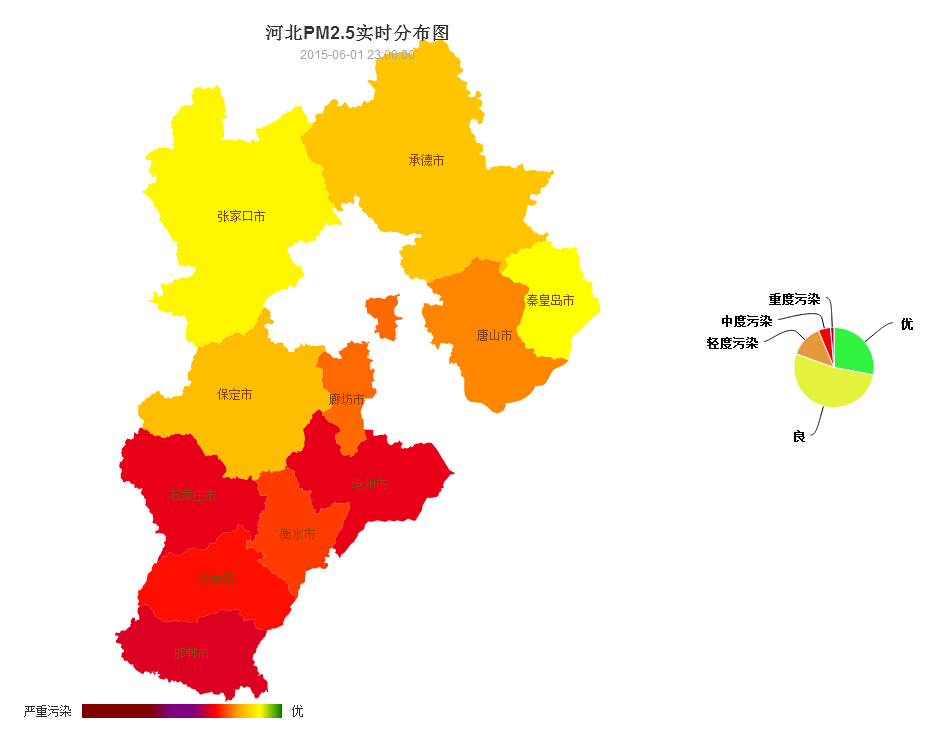 河北PM2.5实时分布图
2015-06-01 23:00:00
承德市
张家口市
秦皇岛市
唐山市
保定市
廊坊市
石家庄市
沧州市
衡水市
邢台市
邯郸市
严重污染
优
重度污染
中度污染
轻度污染
优
良